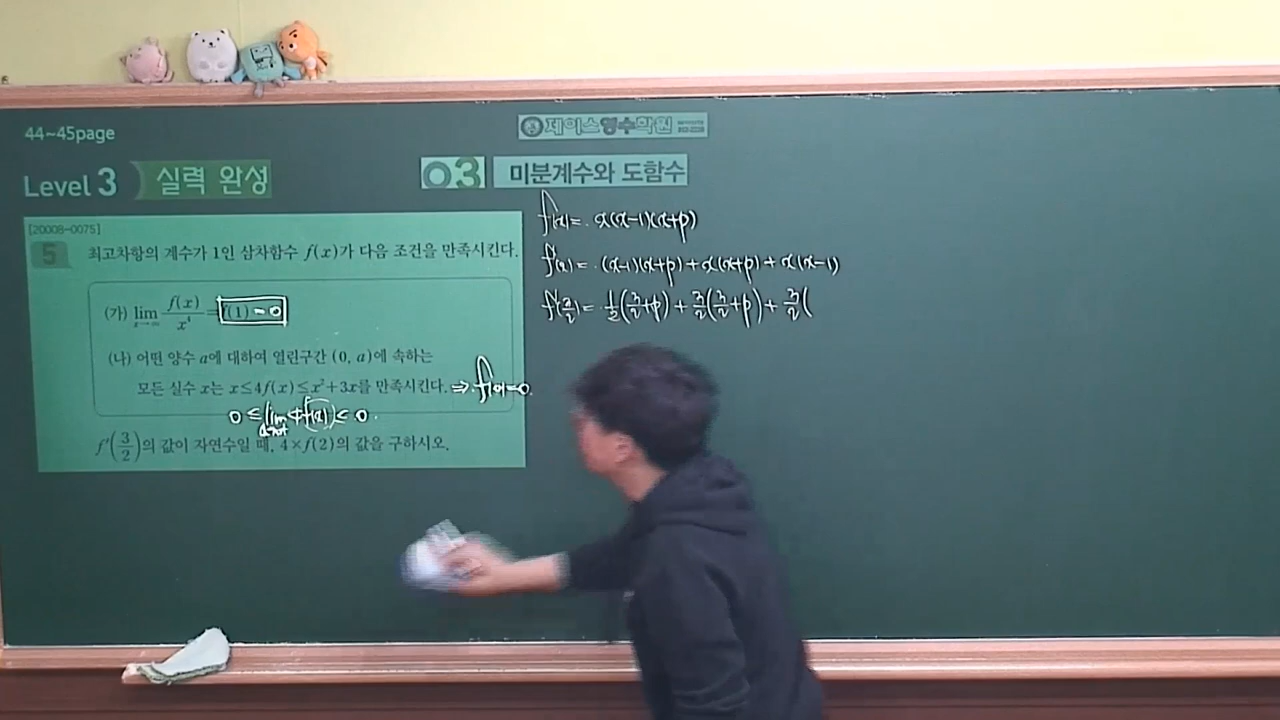 44~45page
제이스영수학원
Level 3 실력 완성
03 미분계수와 도함수
[20008-0075]
5 최고차항의 계수가 1인 삼차함수 f(x)가 다음 조건을 만족시킨다.
(가) lim x→∞ f(x)/x⁴ = f(1) = 0
(나) 어떤 양수 a에 대하여 열린구간 (0, a)에 속하는
모든 실수 x는 x≤4f(x)≤x²+3x를 만족시킨다. ⇒ f(0)=0.
f'(3/2)의 값이 자연수일 때, 4×f(2)의 값을 구하시오.
f(x)= x(x-1)(x+p)
f'(x)= (x-1)(x+p)+x(x+p)+x(x-1)
f'(3/2)= 1/2(3/2+p)+3/2(3/2+p)+3/2(